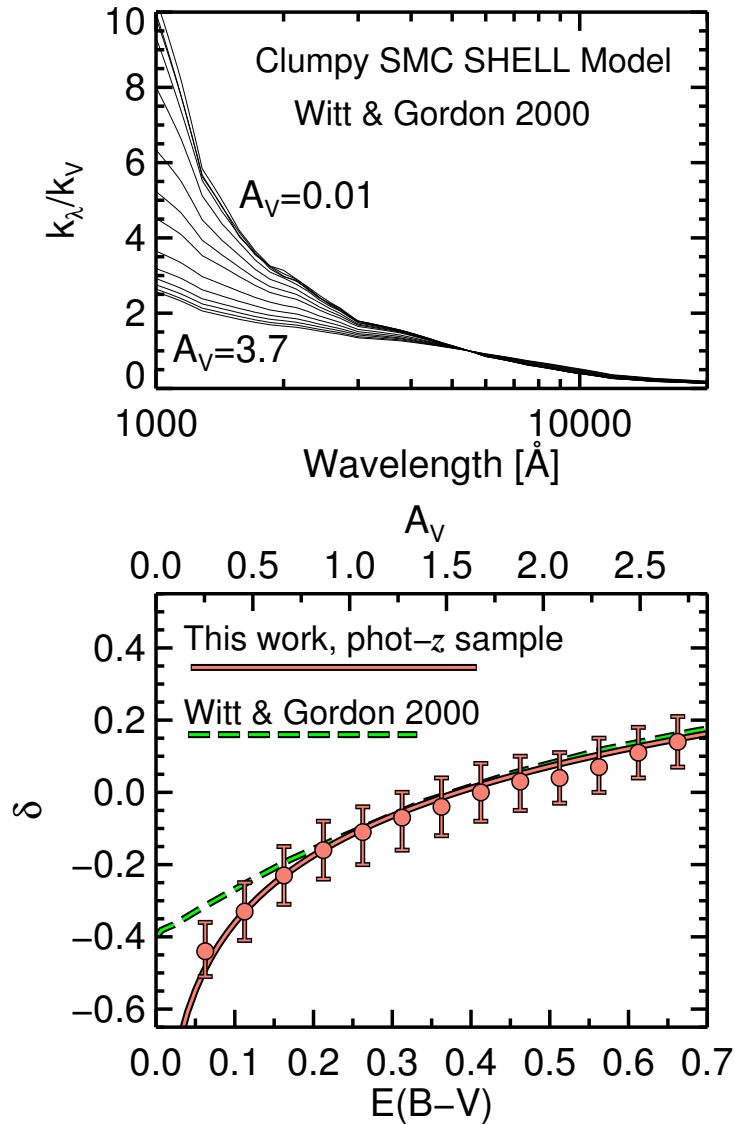 Clumpy SMC SHELL Model
Witt & Gordon 2000
A_V=0.01
A_V=3.7
k_λ/k_V
10
8
6
4
2
0
1000
10000
Wavelength [Å]
A_V
0.0 0.5 1.0 1.5 2.0 2.5
This work, phot−z sample
Witt & Gordon 2000
δ
0.4
0.2
0.0
−0.2
−0.4
−0.6
0.0 0.1 0.2 0.3 0.4 0.5 0.6 0.7
E(B−V)